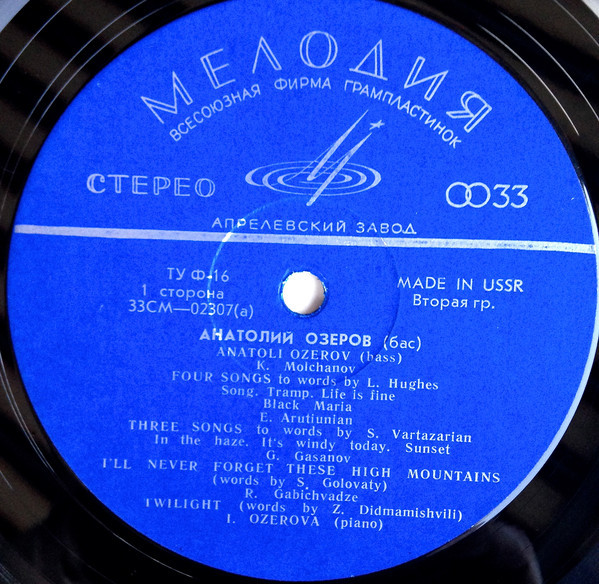 МЕЛОДИЯ
ВСЕСОЮЗНАЯ ФИРМА ГРАМПЛАСТИНОК
СТЕРЕО
33
АПРЕЛЕВСКИЙ ЗАВОД
ТУ Ф-16
1 сторона
33СМ—02307(а)
MADE IN USSR
Вторая гр.
АНАТОЛИЙ ОЗЕРОВ (бас)
ANATOLI OZEROV (bass)
K. Molchanov
FOUR SONGS to words by L. Hughes
Song. Tramp. Life is fine
Black Maria
E. Arutiunian
THREE SONGS to words by S. Vartazarian
In the haze. It's windy today. Sunset
G. Gasanov
I'LL NEVER FORGET THESE HIGH MOUNTAINS
(words by S. Golovaty)
R. Gabichvadze
TWILIGHT (words by Z. Didmamishvili)
I. OZEROVA (piano)